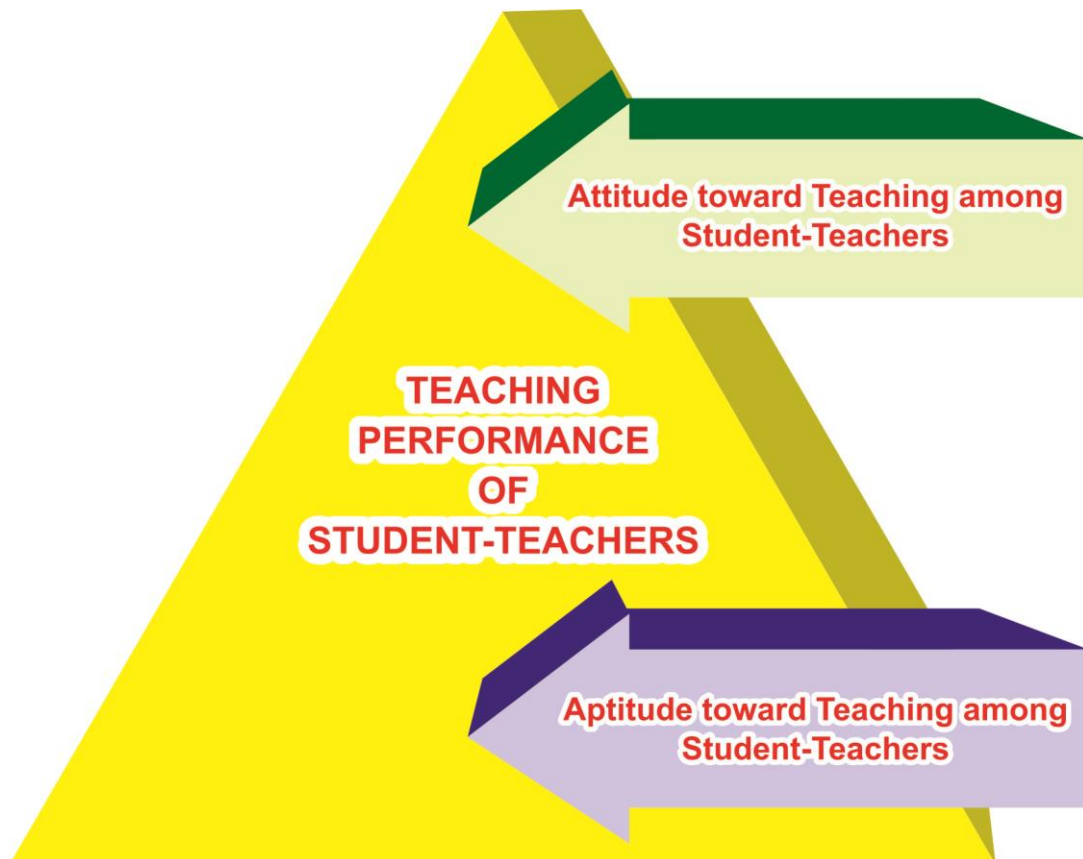 Attitude toward Teaching among
Student-Teachers
TEACHING
PERFORMANCE
OF
STUDENT-TEACHERS
Aptitude toward Teaching among
Student-Teachers